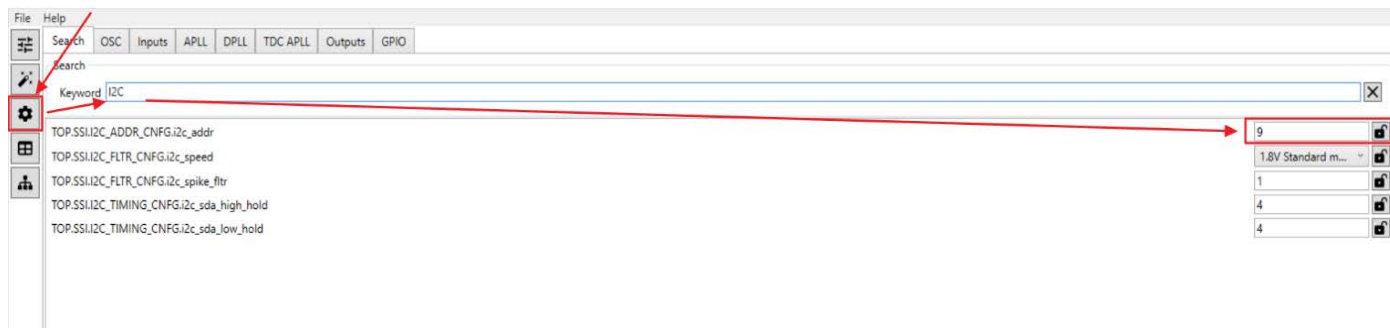 File Help
Search OSC Inputs APLL DPLL TDC APLL Outputs GPIO
Search
Keyword I2C
TOP.SSI.I2C_ADDR_CNFG.i2c_addr 9
TOP.SSI.I2C_FLTR_CNFG.i2c_speed 1.8V Standard m...
TOP.SSI.I2C_FLTR_CNFG.i2c_spike_fltr 1
TOP.SSI.I2C_TIMING_CNFG.i2c_sda_high_hold 4
TOP.SSI.I2C_TIMING_CNFG.i2c_sda_low_hold 4